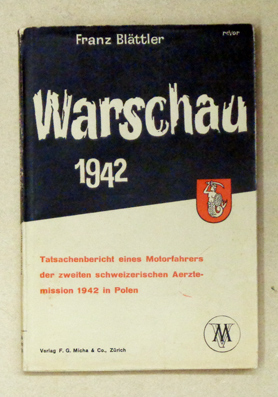 Franz Blättler
Warschau
1942
Tatsachenbericht eines Motorfahrers
der zweiten schweizerischen Aerzte-
mission 1942 in Polen
Verlag F. G. Micha & Co., Zürich